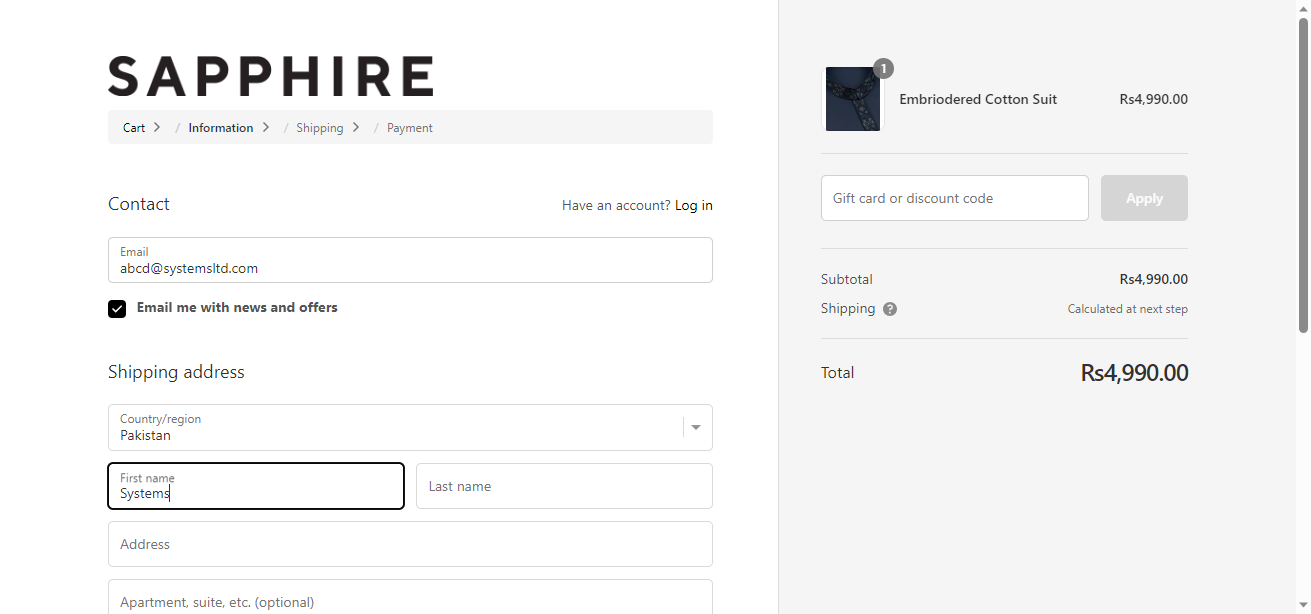 SAPPHIRE
Cart > / Information > / Shipping > / Payment
Contact
Have an account? Log in
Email
abcd@systemsltd.com
Email me with news and offers
Shipping address
Country/region
Pakistan
First name
Systems
Last name
Address
Apartment, suite, etc. (optional)
1
Embriodered Cotton Suit Rs4,990.00
Gift card or discount code
Apply
Subtotal Rs4,990.00
Shipping ? Calculated at next step
Total Rs4,990.00